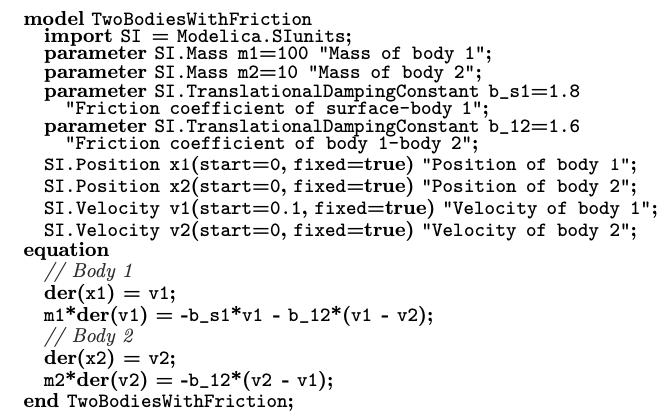 model TwoBodiesWithFriction
import SI = Modelica.SIunits;
parameter SI.Mass m1=100 "Mass of body 1";
parameter SI.Mass m2=10 "Mass of body 2";
parameter SI.TranslationalDampingConstant b_s1=1.8
"Friction coefficient of surface-body 1";
parameter SI.TranslationalDampingConstant b_12=1.6
"Friction coefficient of body 1-body 2";
SI.Position x1(start=0, fixed=true) "Position of body 1";
SI.Position x2(start=0, fixed=true) "Position of body 2";
SI.Velocity v1(start=0.1, fixed=true) "Velocity of body 1";
SI.Velocity v2(start=0, fixed=true) "Velocity of body 2";
equation
// Body 1
der(x1) = v1;
m1*der(v1) = -b_s1*v1 - b_12*(v1 - v2);
// Body 2
der(x2) = v2;
m2*der(v2) = -b_12*(v2 - v1);
end TwoBodiesWithFriction;